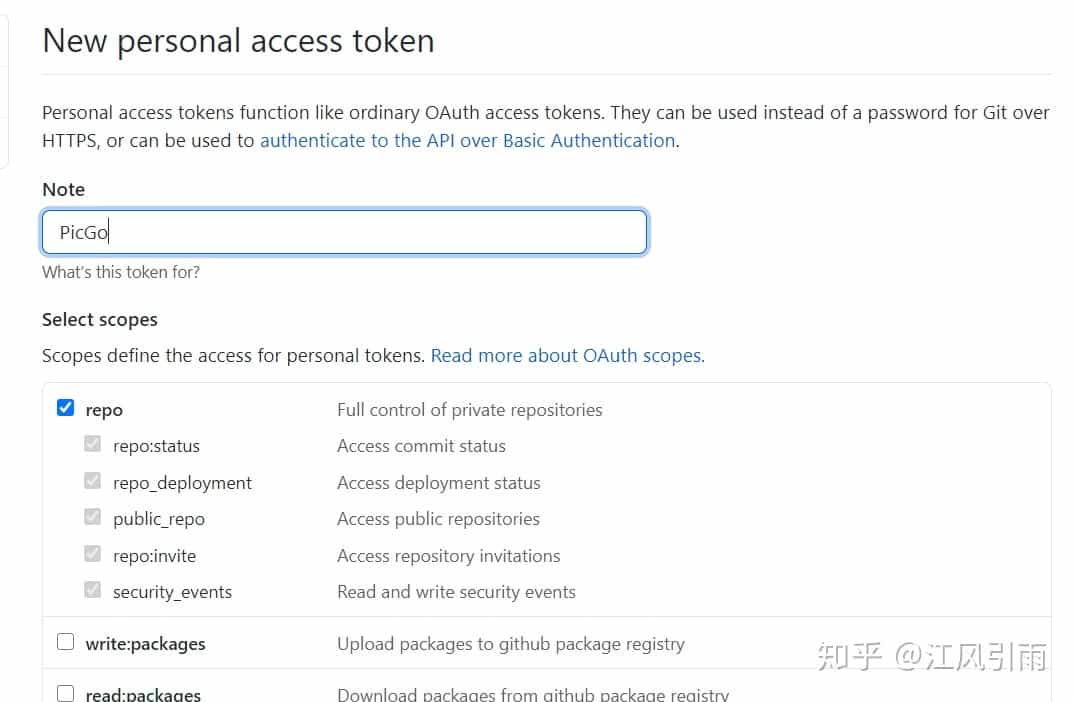 New personal access token
Personal access tokens function like ordinary OAuth access tokens. They can be used instead of a password for Git over
HTTPS, or can be used to authenticate to the API over Basic Authentication.
Note
PicGo
What's this token for?
Select scopes
Scopes define the access for personal tokens. Read more about OAuth scopes.
repo Full control of private repositories
repo:status Access commit status
repo_deployment Access deployment status
public_repo Access public repositories
repo:invite Access repository invitations
security_events Read and write security events
write:packages Upload packages to github package registry
知乎 @江风引雨
read:packages Download packages from github package registry